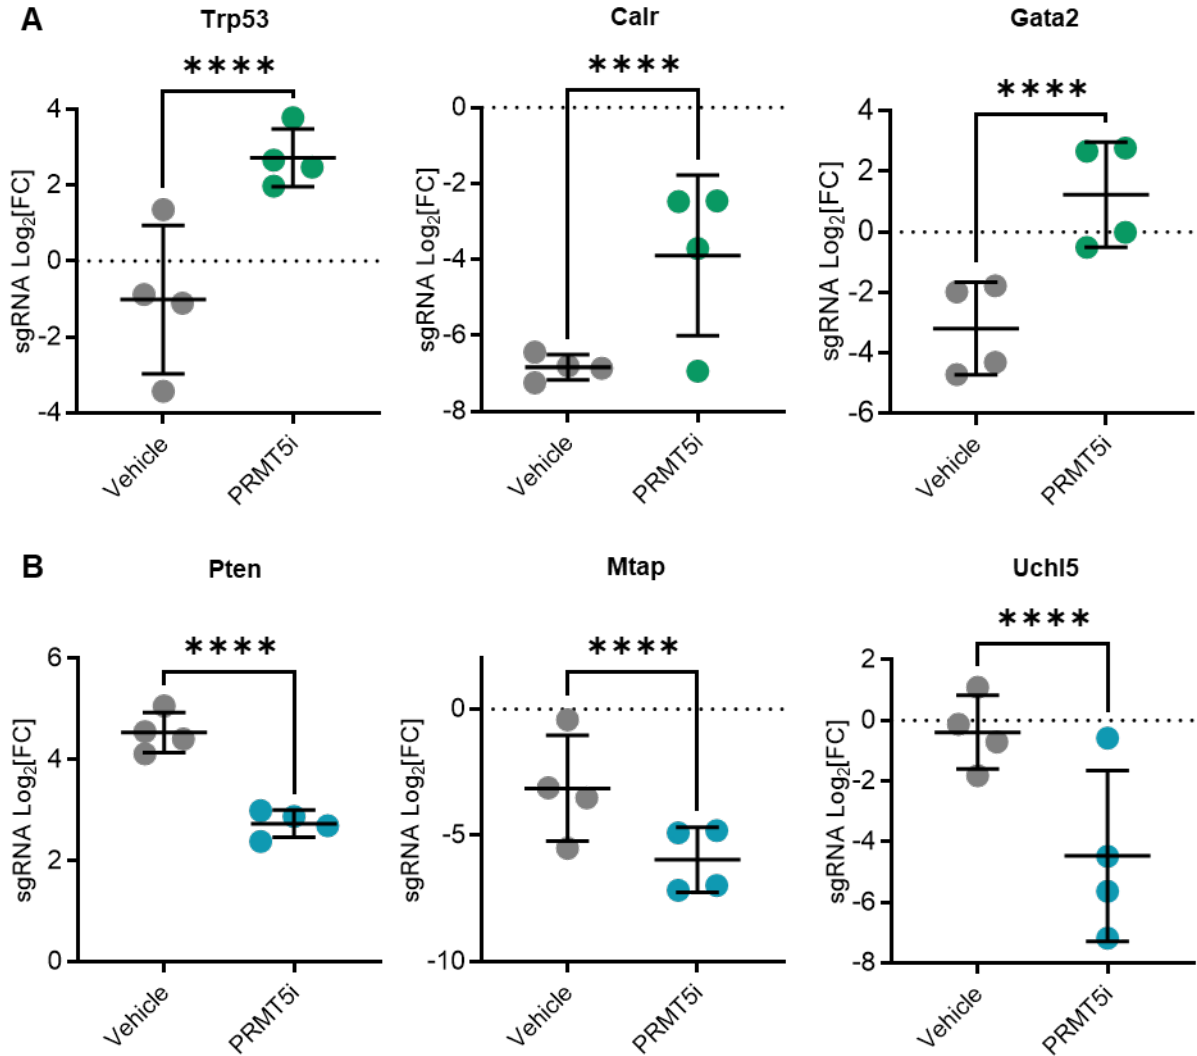 A
Trp53
Calr
Gata2
****
****
****
sgRNA Log2[FC]
4
2
0
-2
-4
Vehicle
PRMT5i
sgRNA Log2[FC]
0
-2
-4
-6
-8
Vehicle
PRMT5i
sgRNA Log2[FC]
4
2
0
-2
-4
-6
Vehicle
PRMT5i
B
Pten
Mtap
Uchl5
****
****
****
sgRNA Log2[FC]
6
4
2
0
Vehicle
PRMT5i
sgRNA Log2[FC]
0
-5
-10
Vehicle
PRMT5i
sgRNA Log2[FC]
2
0
-2
-4
-6
-8
Vehicle
PRMT5i